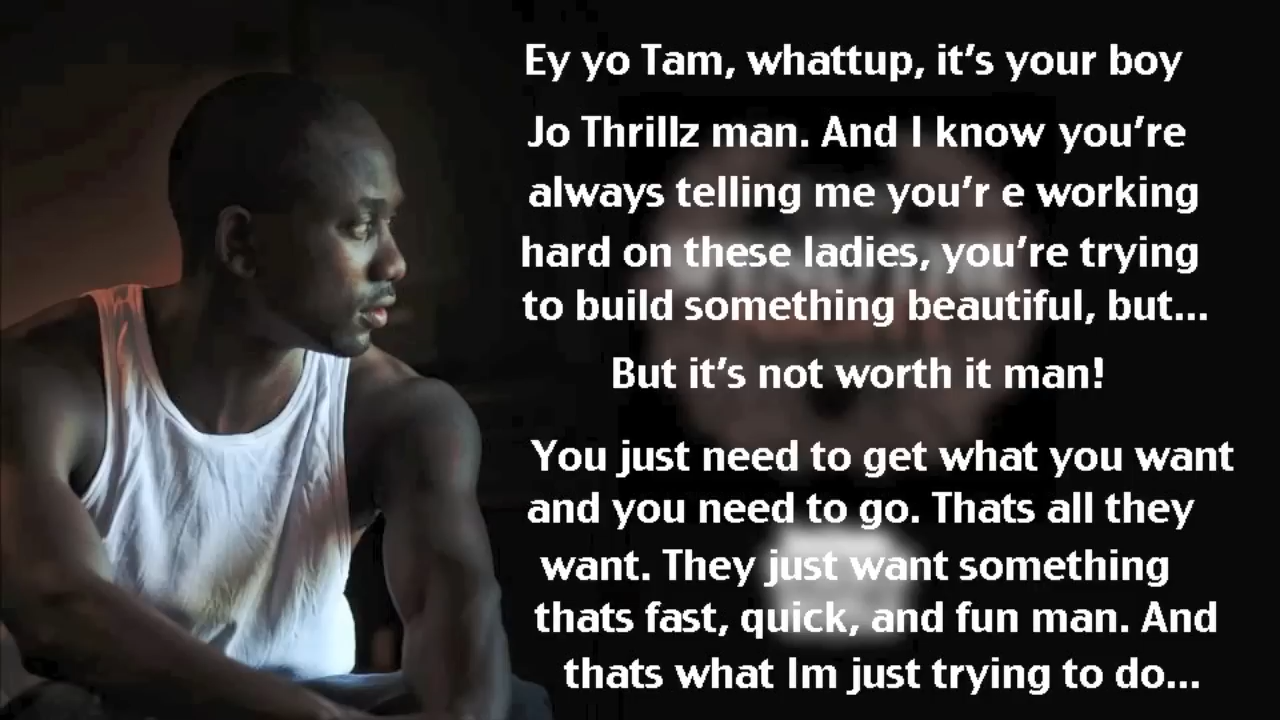 Ey yo Tam, whattup, it's your boy
Jo Thrillz man. And I know you're
always telling me you'r e working
hard on these ladies, you're trying
to build something beautiful, but...
But it's not worth it man!
You just need to get what you want
and you need to go. Thats all they
want. They just want something
thats fast, quick, and fun man. And
thats what Im just trying to do...